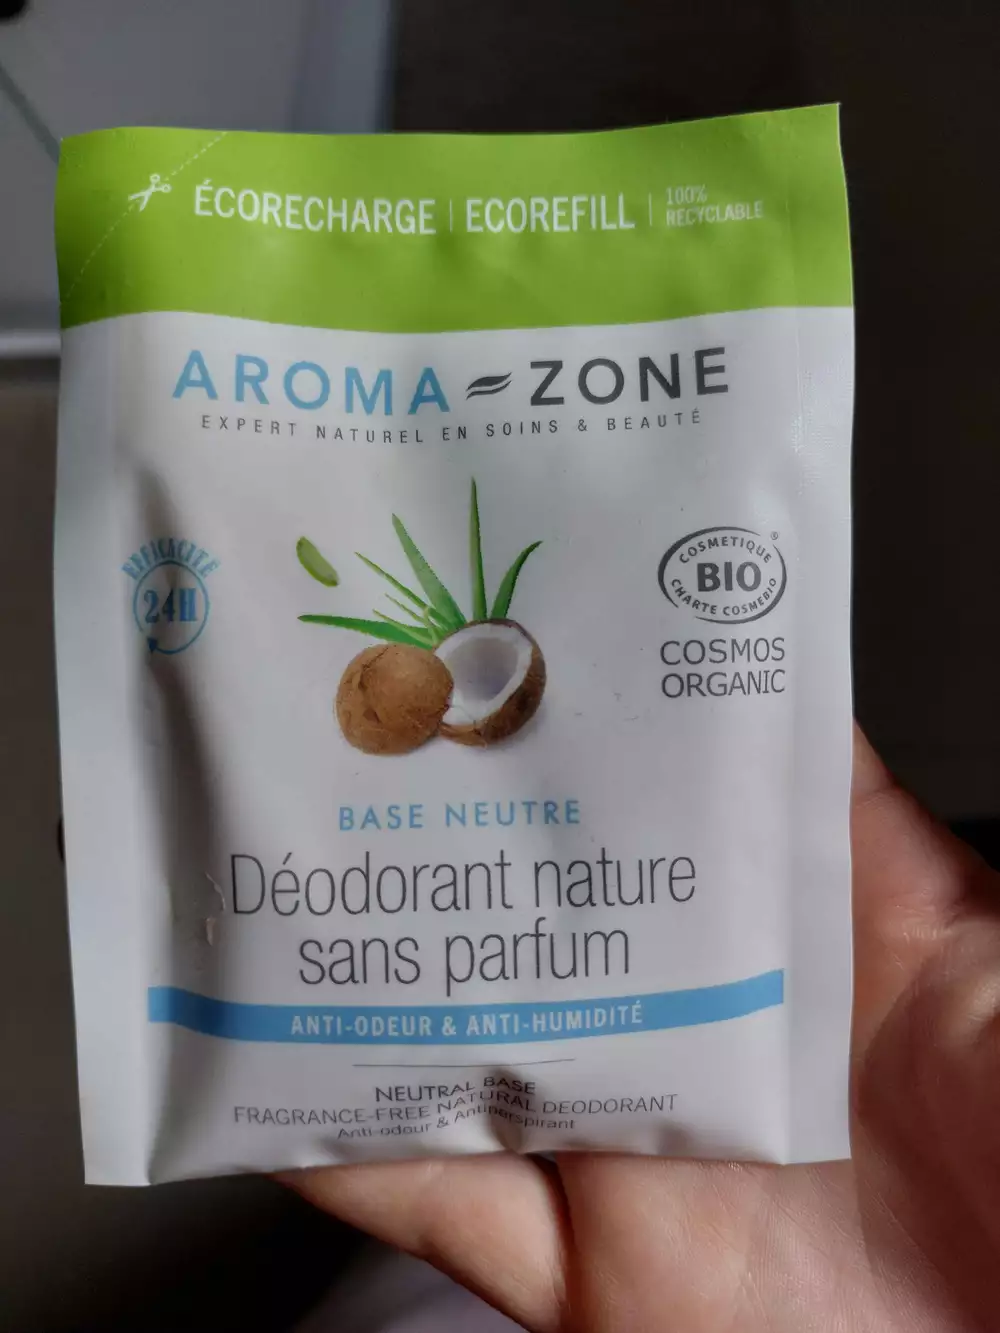 ÉCORECHARGE | ECOREFILL | 100% RECYCLABLE
AROMA ZONE
EXPERT NATUREL EN SOINS & BEAUTÉ
EFFICACITÉ
24H
COSMETIQUE
®
BIO
CHARTE COSMEBIO
COSMOS
ORGANIC
BASE NEUTRE
Déodorant nature
sans parfum
ANTI-ODEUR & ANTI-HUMIDITÉ
NEUTRAL BASE
FRAGRANCE-FREE NATURAL DEODORANT
Anti-odour & Antiperspirant